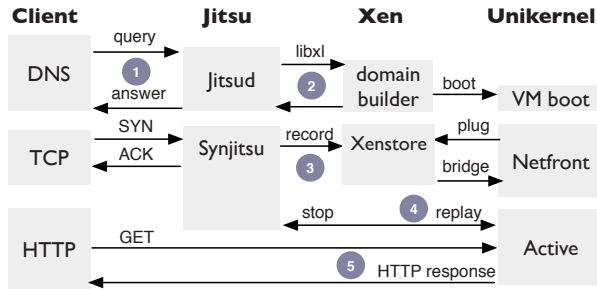 Client Jitsu Xen Unikernel
query
libxl
DNS
1
Jitsud
2
domain
builder
boot
answer
VM boot
SYN
plug
TCP
ACK
Synjitsu
record
3
Xenstore
Netfront
bridge
stop
4
replay
HTTP
GET
Active
5
HTTP response